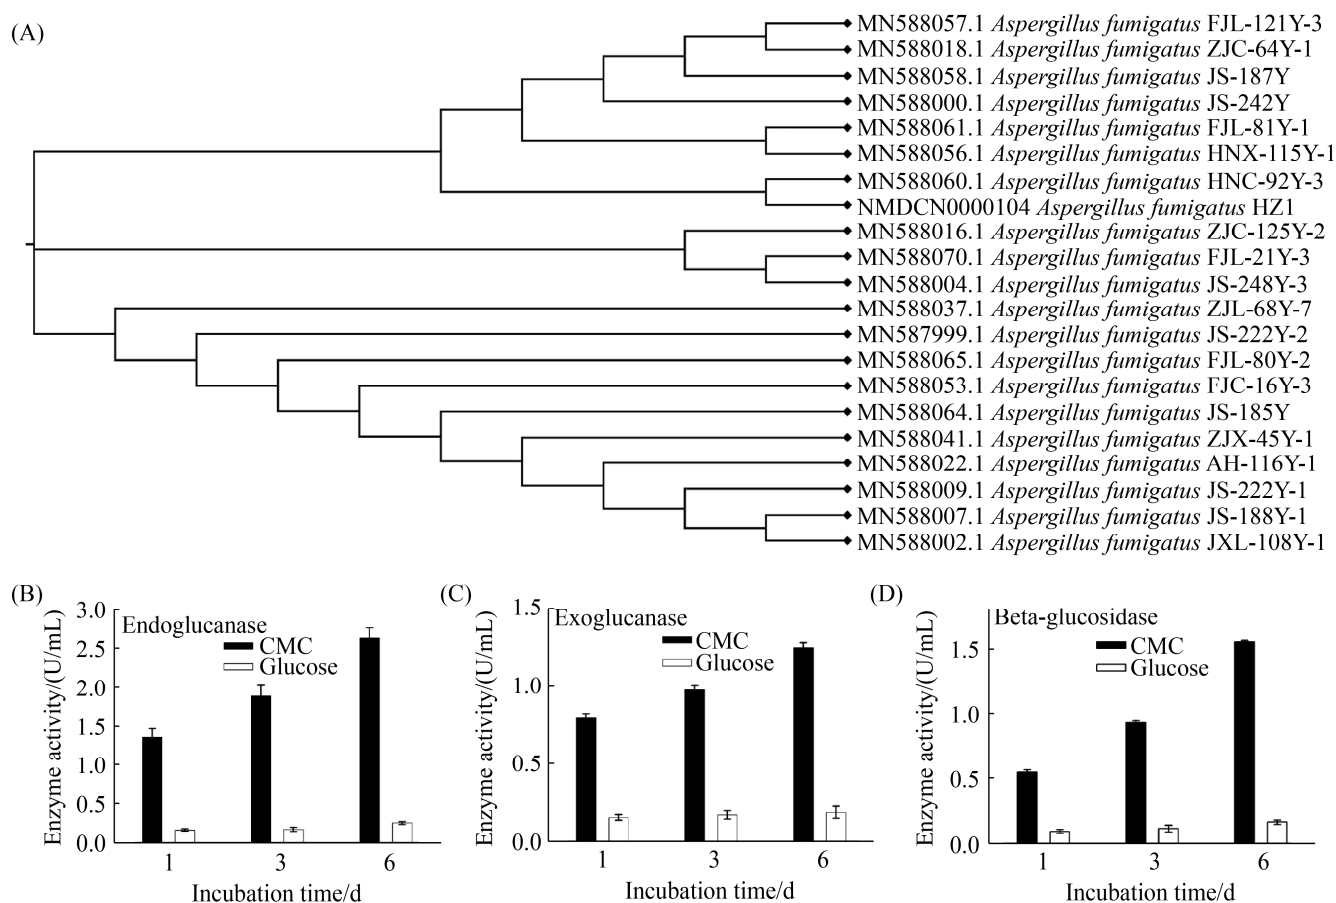 (A)
MN588057.1 Aspergillus fumigatus FJL-121Y-3
MN588018.1 Aspergillus fumigatus ZJC-64Y-1
MN588058.1 Aspergillus fumigatus JS-187Y
MN588000.1 Aspergillus fumigatus JS-242Y
MN588061.1 Aspergillus fumigatus FJL-81Y-1
MN588056.1 Aspergillus fumigatus HNX-115Y-1
MN588060.1 Aspergillus fumigatus HNC-92Y-3
NMDCN0000104 Aspergillus fumigatus HZ1
MN588016.1 Aspergillus fumigatus ZJC-125Y-2
MN588070.1 Aspergillus fumigatus FJL-21Y-3
MN588004.1 Aspergillus fumigatus JS-248Y-3
MN588037.1 Aspergillus fumigatus ZJL-68Y-7
MN587999.1 Aspergillus fumigatus JS-222Y-2
MN588065.1 Aspergillus fumigatus FJL-80Y-2
MN588053.1 Aspergillus fumigatus FJC-16Y-3
MN588064.1 Aspergillus fumigatus JS-185Y
MN588041.1 Aspergillus fumigatus ZJX-45Y-1
MN588022.1 Aspergillus fumigatus AH-116Y-1
MN588009.1 Aspergillus fumigatus JS-222Y-1
MN588007.1 Aspergillus fumigatus JS-188Y-1
MN588002.1 Aspergillus fumigatus JXL-108Y-1
(B)
Enzyme activity/(U/mL)
3.0
2.5
2.0
1.5
1.0
0.5
0.0
Endoglucanase
CMC
Glucose
1 3 6
Incubation time/d
(C)
Enzyme activity/(U/mL)
1.5
1.0
0.5
0.0
Exoglucanase
CMC
Glucose
1 3 6
Incubation time/d
(D)
Enzyme activity/(U/mL)
1.5
1.0
0.5
0.0
Beta-glucosidase
CMC
Glucose
1 3 6
Incubation time/d